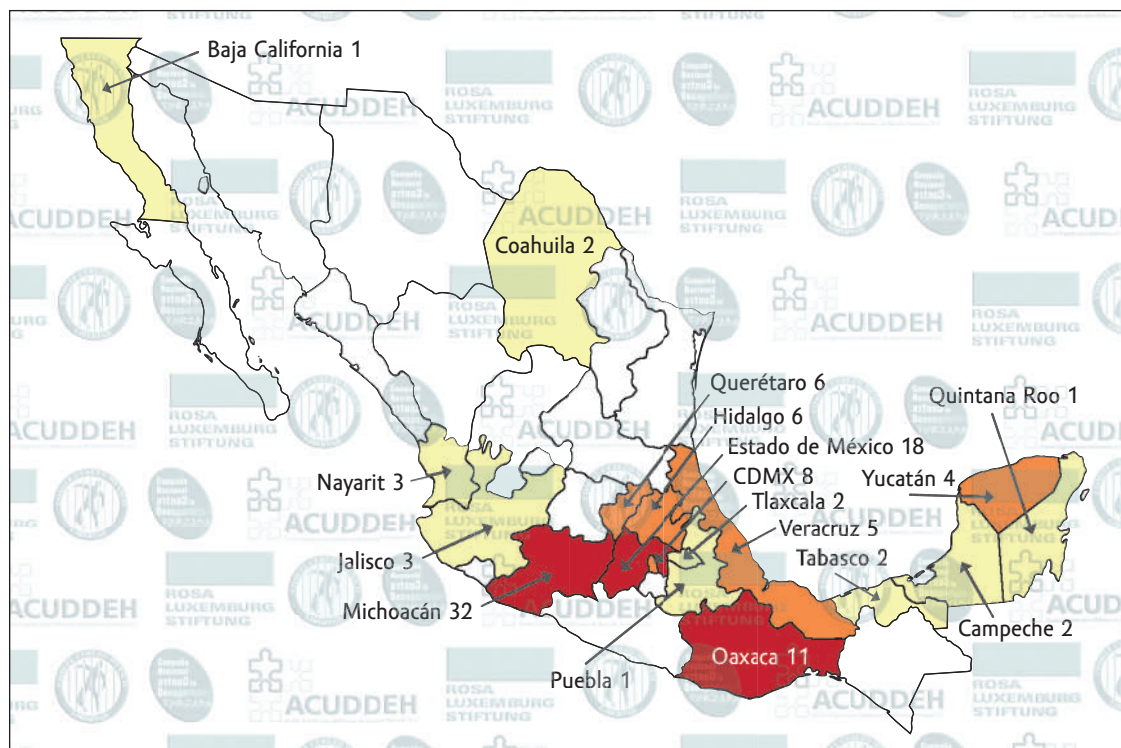 Baja California 1
Coahuila 2
Querétaro 6
Hidalgo 6
Estado de México 18
CDMX 8
Tlaxcala 2
Veracruz 5
Tabasco 2
Quintana Roo 1
Yucatán 4
Campeche 2
Nayarit 3
Jalisco 3
Michoacán 32
Puebla 1
Oaxaca 11
ACUDDEH
ROSA
LUXEMBURG
STIFTUNG